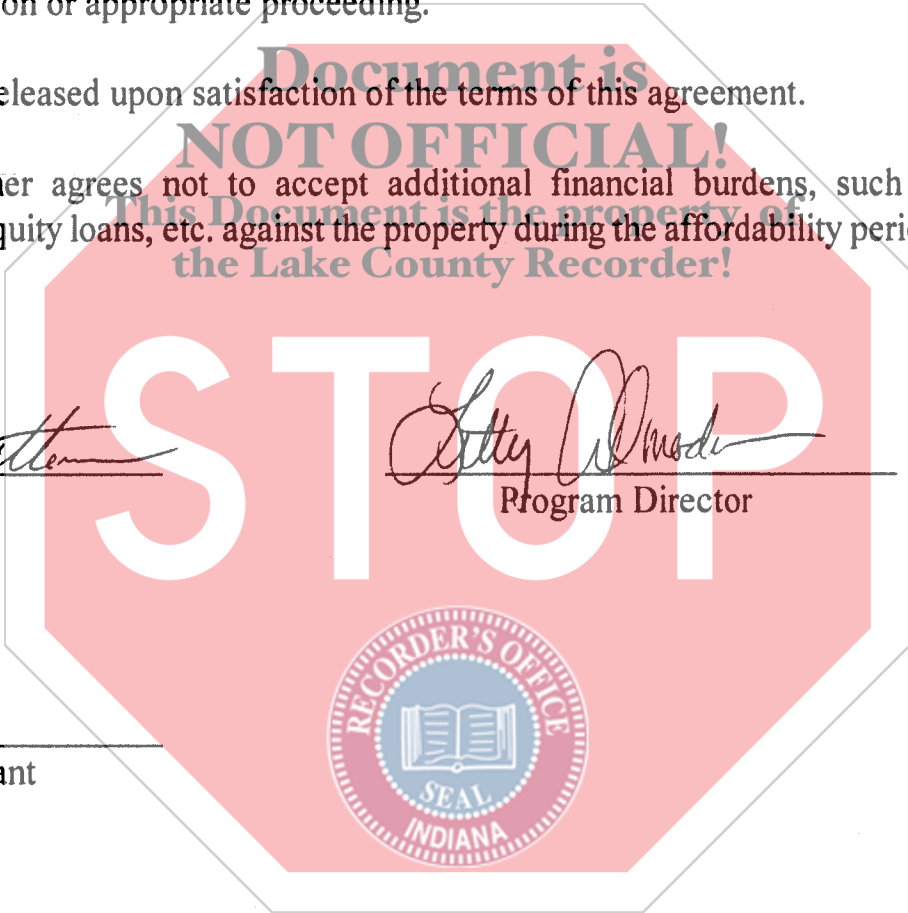 on or appropriate proceeding.
Document is
eleased upon satisfaction of the terms of this agreement.
NOT OFFICIAL!
er agrees not to accept additional financial burdens, such
This Document is the property of
quity loans, etc. against the property during the affordability peri
the Lake County Recorder!
STOP
Program Director
RECORDER'S OFFICE
SEAL
INDIANA
ant